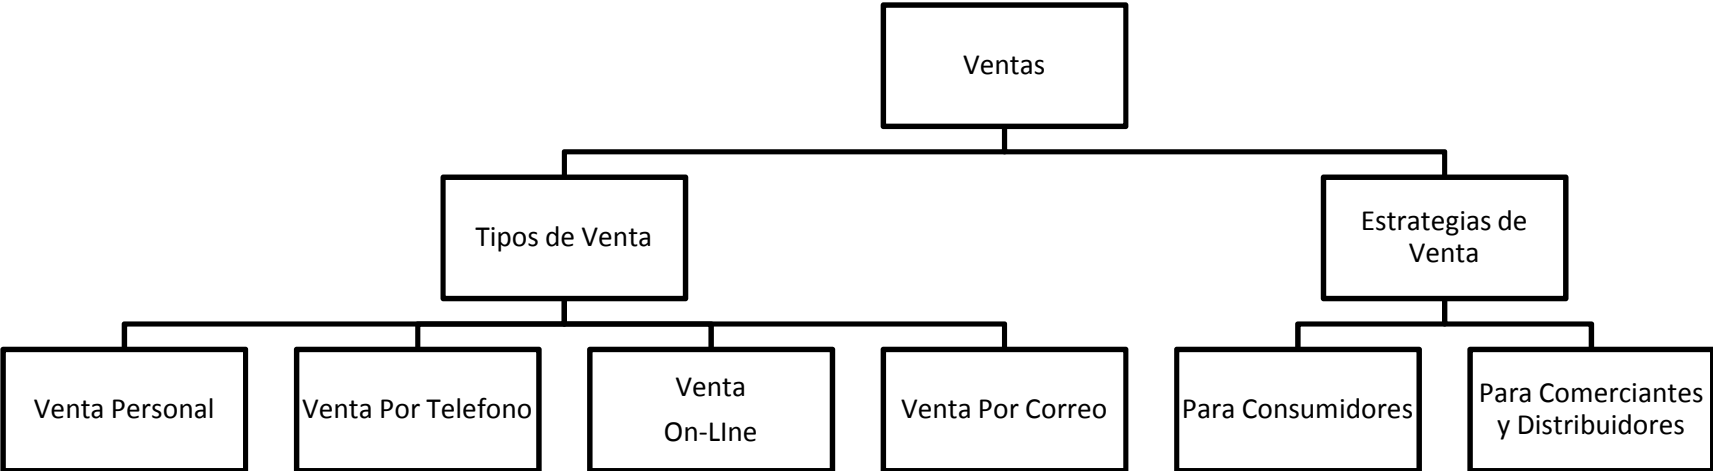 Ventas
Tipos de Venta
Estrategias de
Venta
Venta Personal
Venta Por Telefono
Venta
On-LIne
Venta Por Correo
Para Consumidores
Para Comerciantes
y Distribuidores